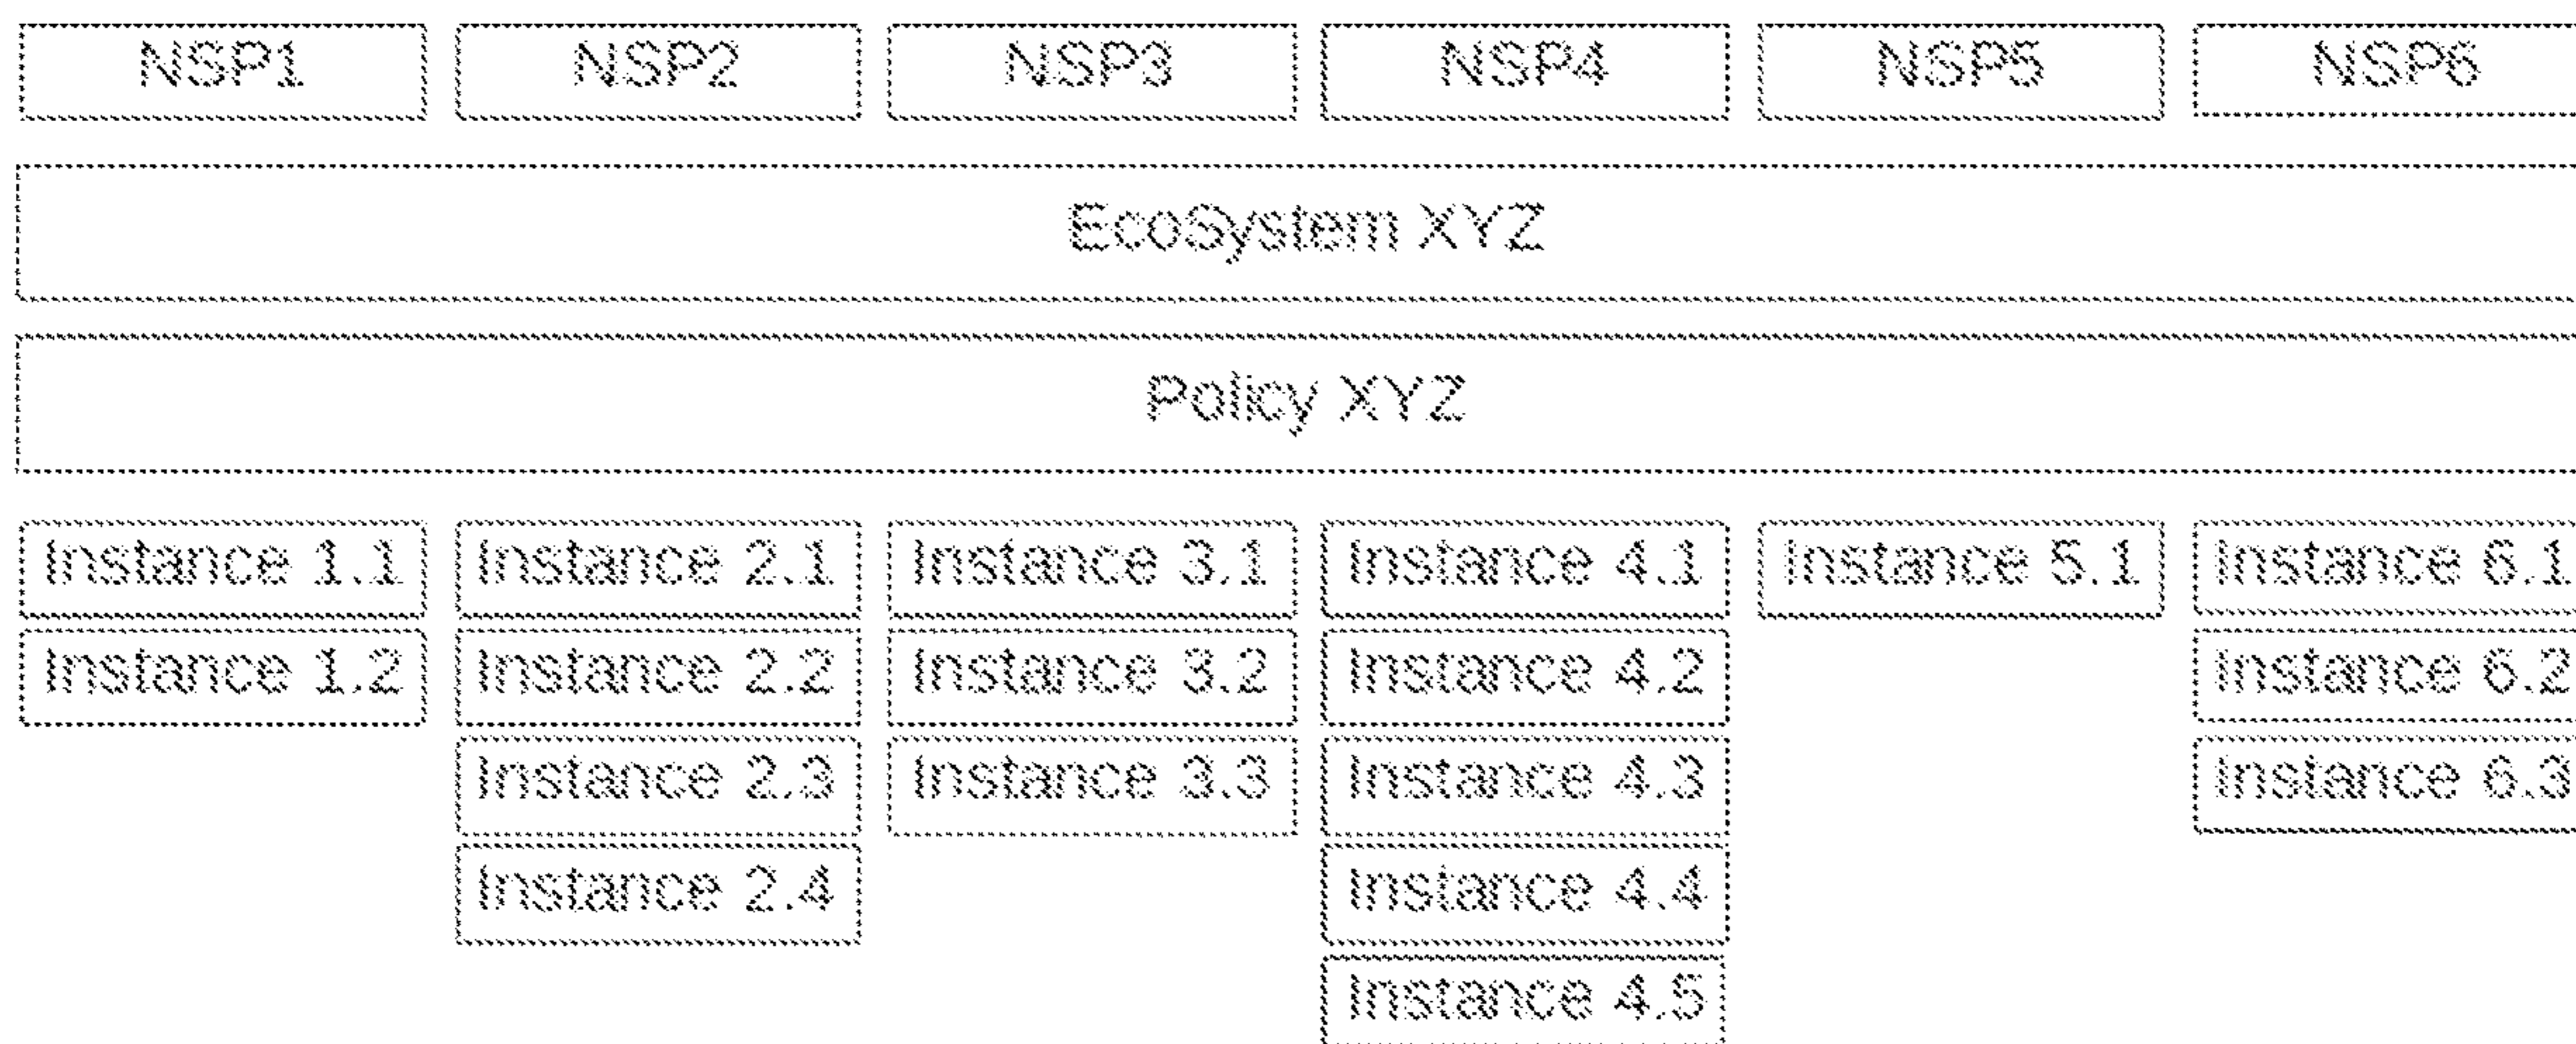 NSP1 NSP2 NSP3 NSP4 NSP5 NSP6
EcoSystem XYZ
Policy XYZ
Instance 1.1 Instance 2.1 Instance 3.1 Instance 4.1 Instance 5.1 Instance 6.1
Instance 1.2 Instance 2.2 Instance 3.2 Instance 4.2 Instance 6.2
Instance 2.3 Instance 3.3 Instance 4.3 Instance 6.3
Instance 2.4 Instance 4.4
Instance 4.5